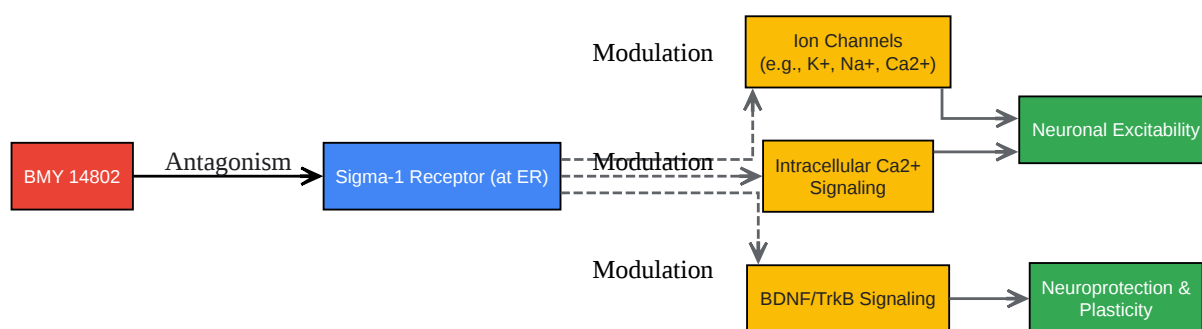 BMY 14802
Antagonism
Sigma-1 Receptor (at ER)
Modulation
Modulation
Modulation
Ion Channels
(e.g., K+, Na+, Ca2+)
Intracellular Ca2+
Signaling
BDNF/TrkB Signaling
Neuronal Excitability
Neuroprotection &
Plasticity